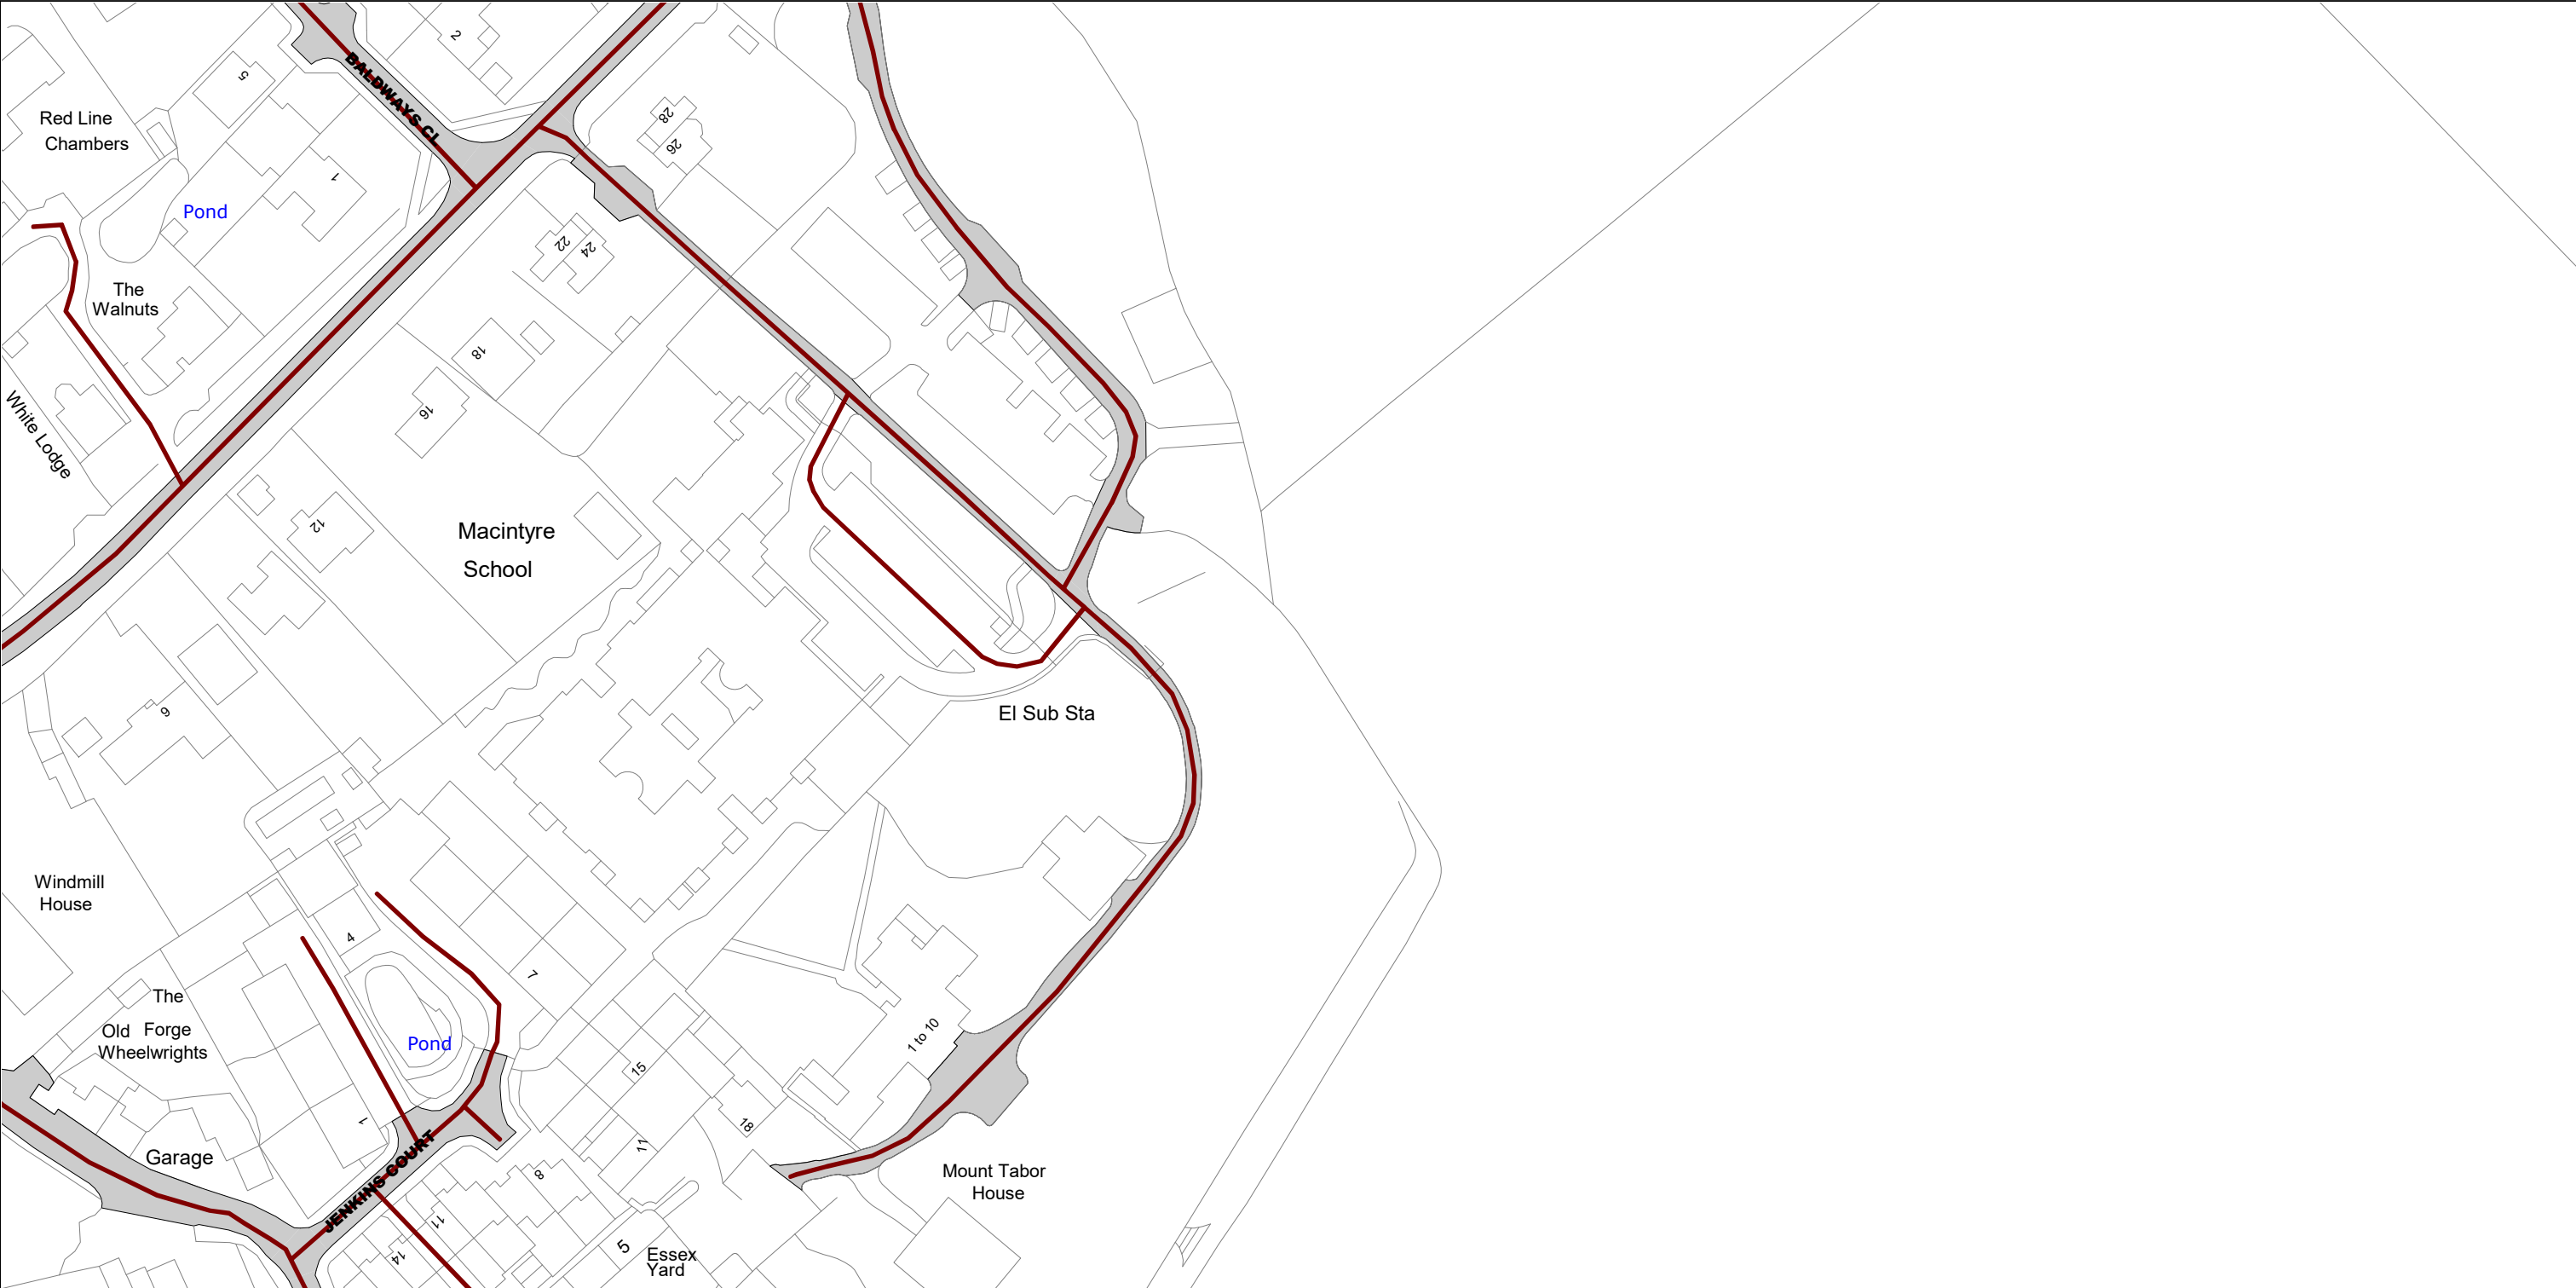 2
5
BALDWAYS CL
Red Line
Chambers
28
26
1
Pond
22
24
The
Walnuts
18
White Lodge
16
12
Macintyre
School
9
El Sub Sta
Windmill
House
4
7
The
Old Forge
Wheelwrights
Pond
1 to 10
15
18
1
JENKINS COURT
11
Garage
8
Mount Tabor
House
11
14
5
Essex
Yard